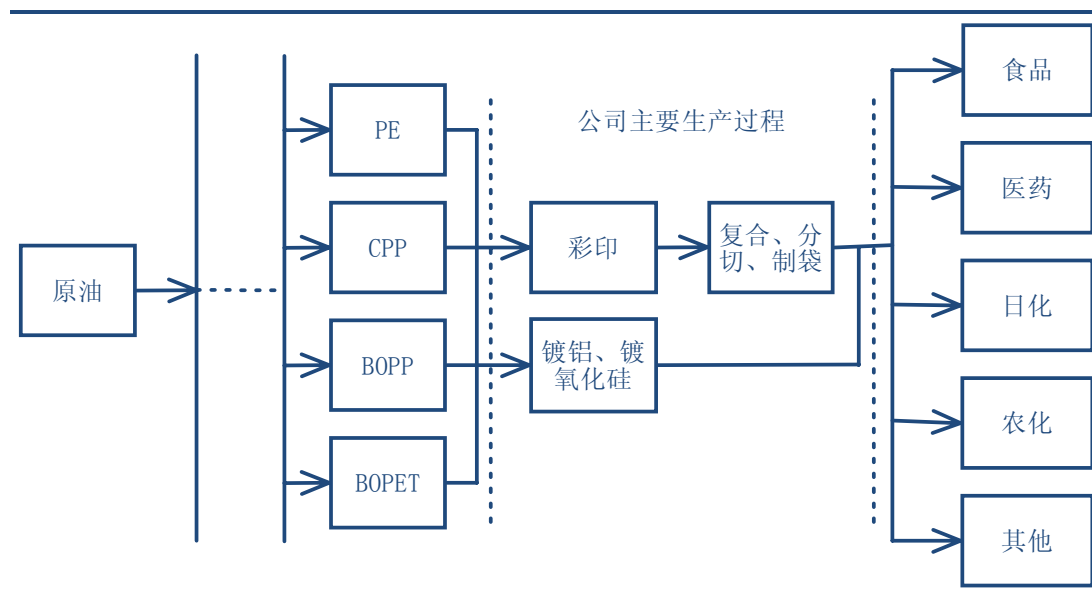 原油
PE
CPP
BOPP
BOPET
公司主要生产过程
彩印
复合、分
切、制袋
镀铝、镀
氧化硅
食品
医药
日化
农化
其他